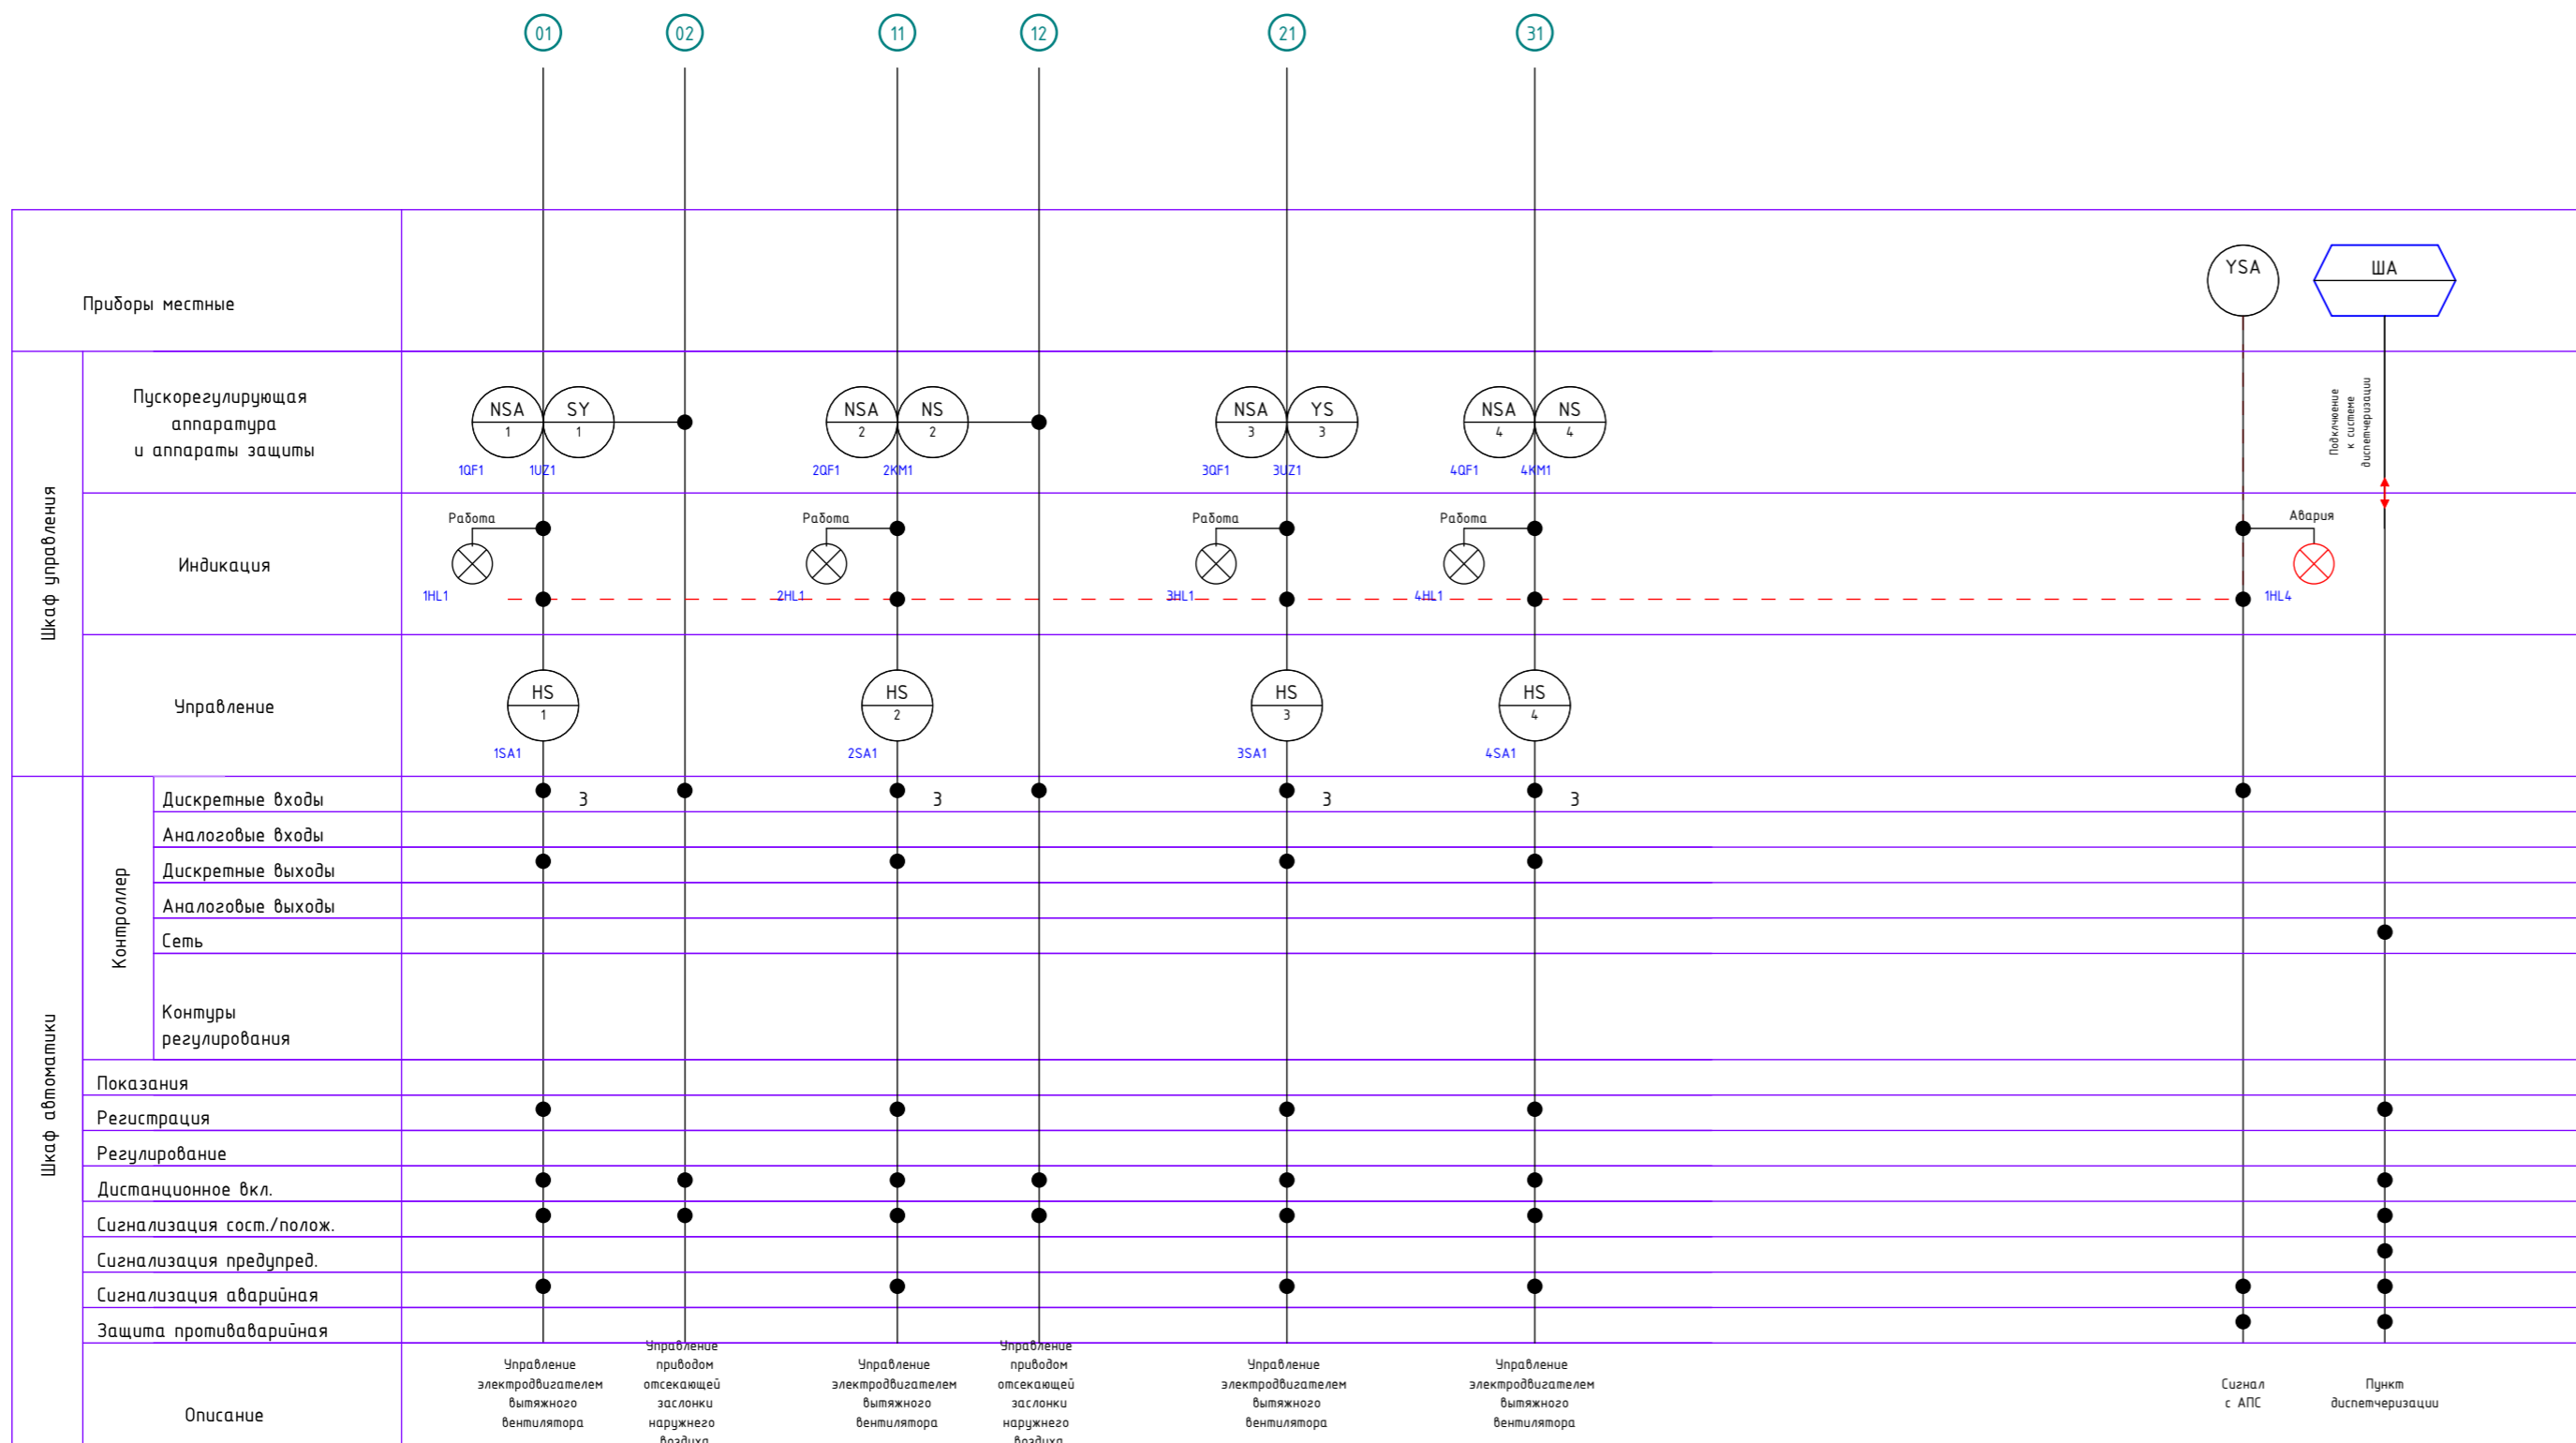 01
02
11
12
21
31
Приборы местные
YSA
ША
Шкаф управления
Пускорегулирующая
аппаратура
и аппараты защиты
NSA
1
SY
1
1QF1
1UZ1
NSA
2
NS
2
2QF1
2KM1
NSA
3
YS
3
3QF1
3UZ1
NSA
4
NS
4
4QF1
4KM1
Подключение
к системе
диспетчеризации
Индикация
Работа
1HL1
Работа
2HL1
Работа
3HL1
Работа
4HL1
Авария
1HL4
Управление
HS
1
1SA1
HS
2
2SA1
HS
3
3SA1
HS
4
4SA1
Шкаф автоматики
Контроллер
Дискретные входы
3
3
3
3
Аналоговые входы
Дискретные выходы
Аналоговые выходы
Сеть
Контуры
регулирования
Показания
Регистрация
Регулирование
Дистанционное вкл.
Сигнализация сост./полож.
Сигнализация предупред.
Сигнализация аварийная
Защита противаварийная
Описание
Управление
электродвигателем
вытяжного
вентилятора
Управление
приводом
отсекающей
заслонки
наружнего
воздуха
Управление
электродвигателем
вытяжного
вентилятора
Управление
приводом
отсекающей
заслонки
наружнего
воздуха
Управление
электродвигателем
вытяжного
вентилятора
Управление
электродвигателем
вытяжного
вентилятора
Сигнал
с АПС
Пункт
диспетчеризации